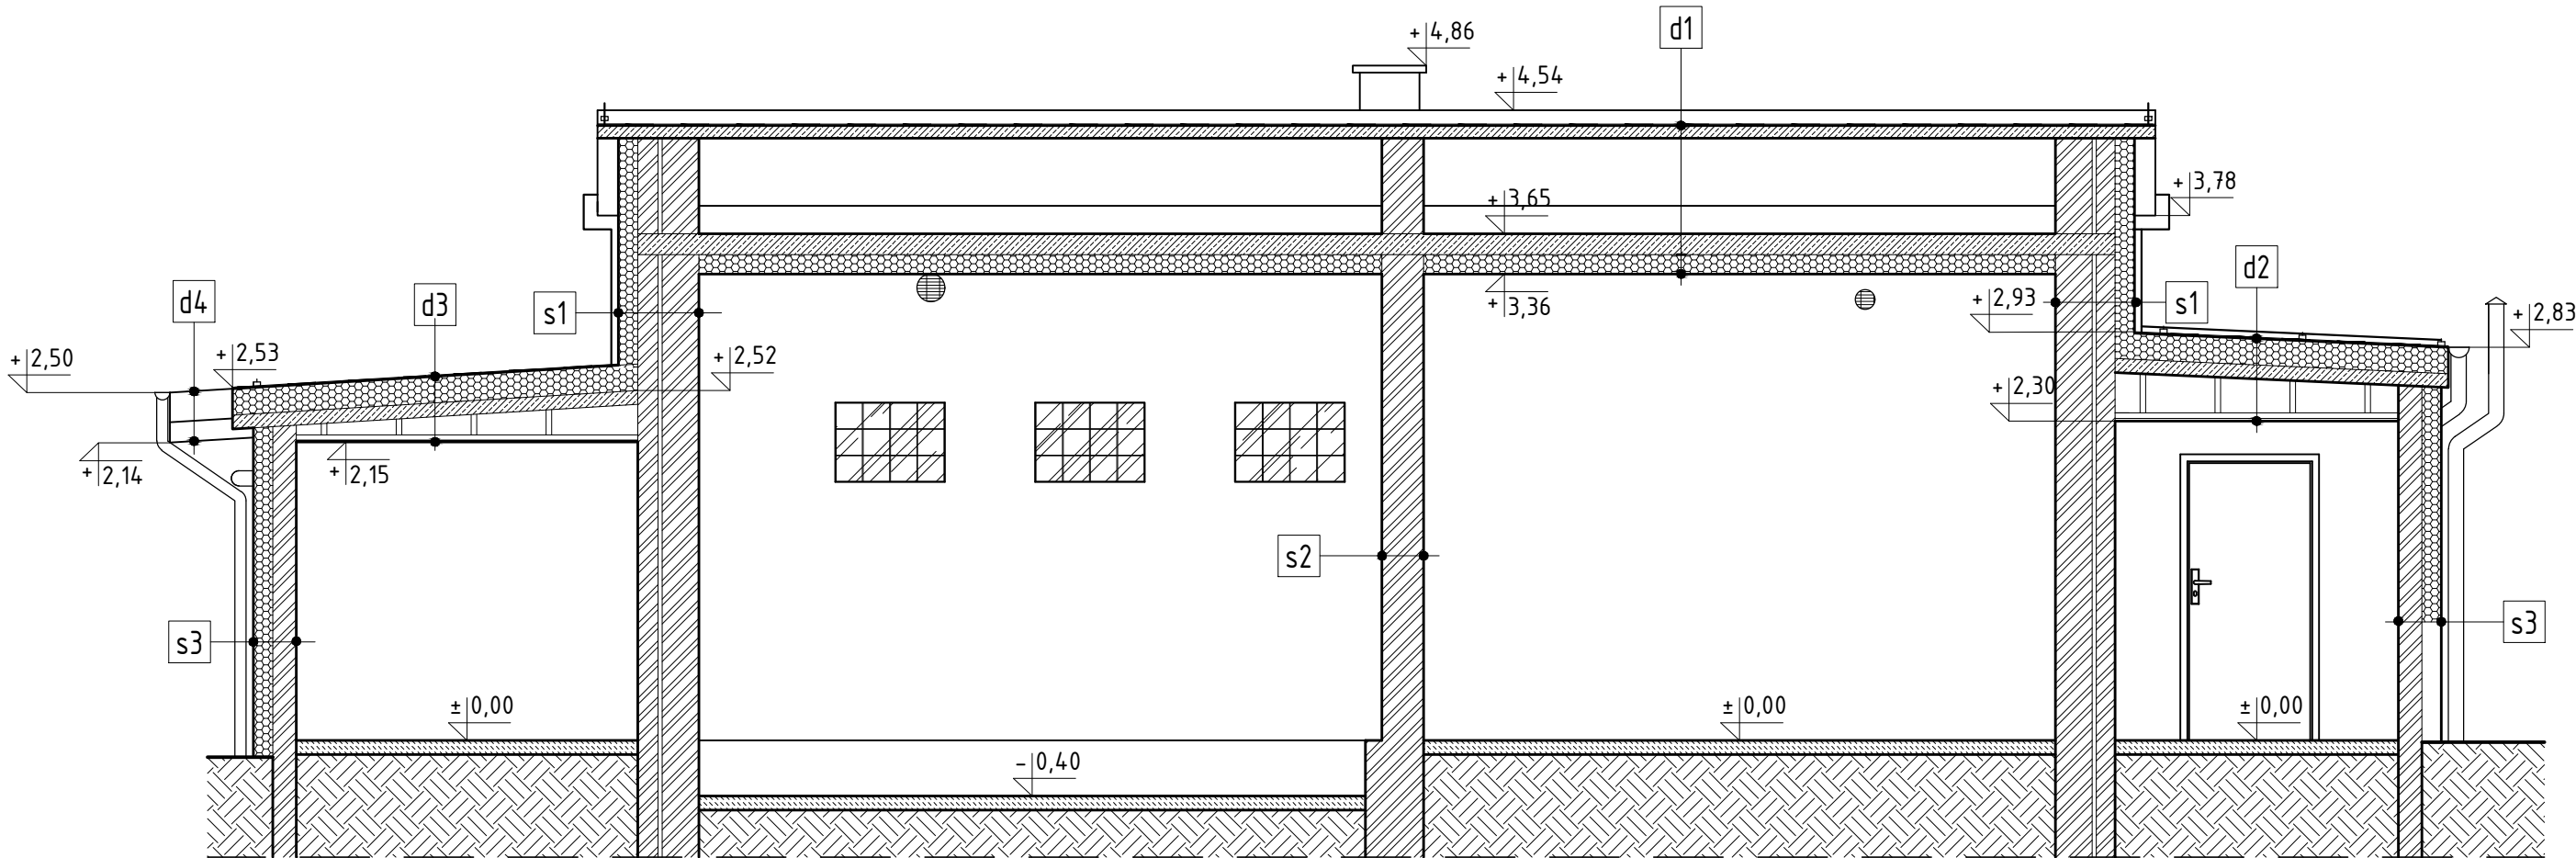 d1
+4,86
+4,54
+3,78
+3,65
d2
d4
d3
s1
+3,36
+2,93
s1
+2,83
+2,50
+2,53
+2,52
+2,30
+2,14
+2,15
s2
s3
s3
±0,00
±0,00
±0,00
-0,40